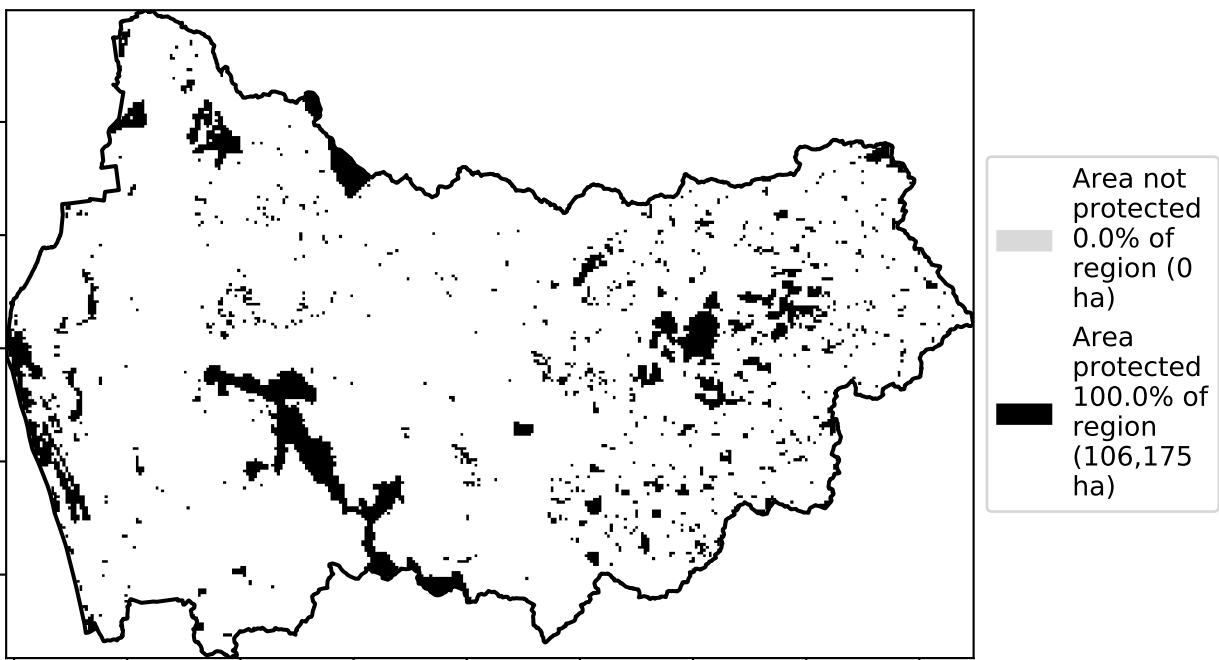 Area not
protected
0.0% of
region (0
ha)
Area
protected
100.0% of
region
(106,175
ha)